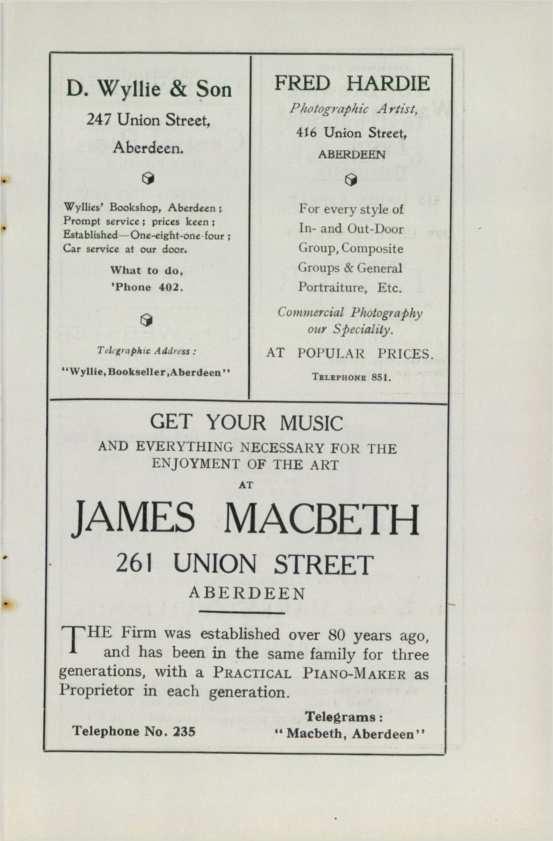 D. Wyllie & Son
247 Union Street,
Aberdeen.
Wyllies' Bookshop, Aberdeen;
Prompt service; prices keen;
Established—One-eight-one-four;
Car service at our door.
What to do,
'Phone 402.
Telegraphic Address:
"Wyllie, Bookseller, Aberdeen"
FRED HARDIE
Photographic Artist,
416 Union Street,
ABERDEEN
For every style of
In- and Out-Door
Group, Composite
Groups & General
Portraiture, Etc.
Commercial Photography
our Speciality.
AT POPULAR PRICES.
TELEPHONE 851.
GET YOUR MUSIC
AND EVERYTHING NECESSARY FOR THE
ENJOYMENT OF THE ART
AT
JAMES MACBETH
261 UNION STREET
ABERDEEN
THE Firm was established over 80 years ago,
and has been in the same family for three
generations, with a PRACTICAL PIANO-MAKER as
Proprietor in each generation.
Telephone No. 235
Telegrams:
"Macbeth, Aberdeen"